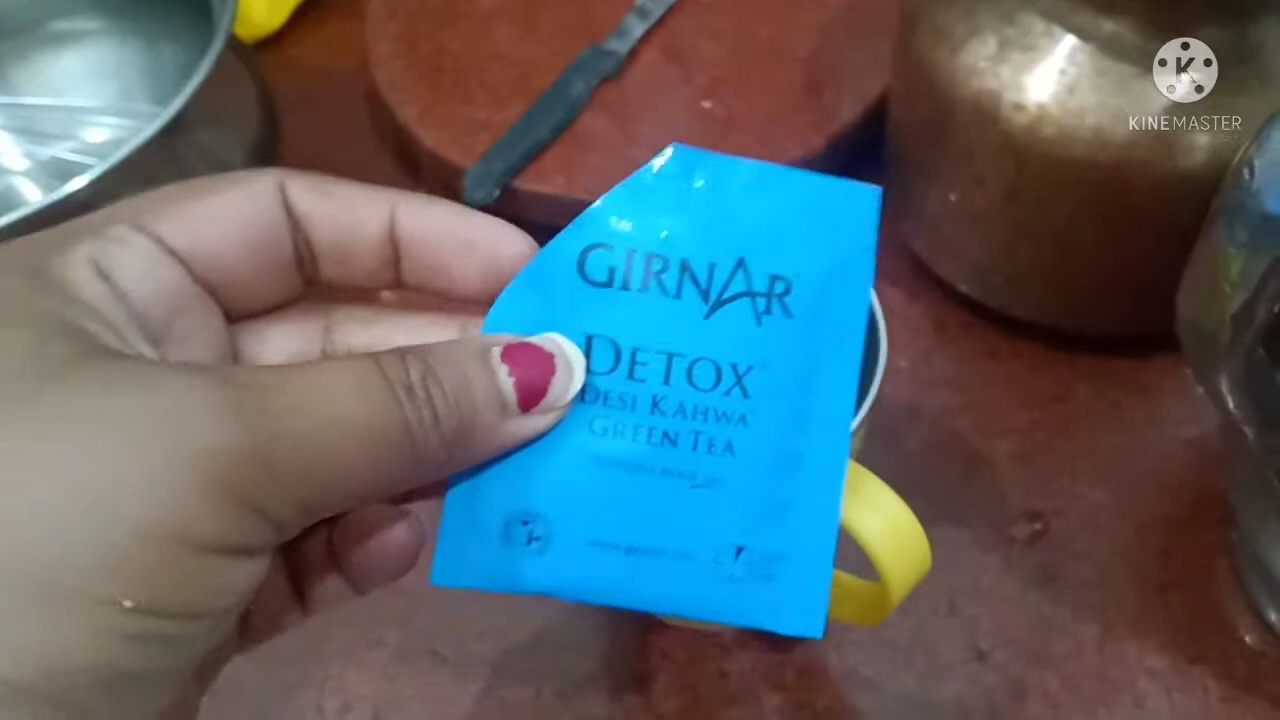 K
KINEMASTER
GIRNAR
DETOX
DESI KAHWA
GREEN TEA